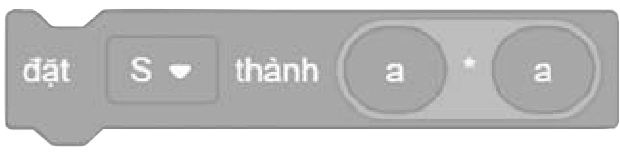 đặt S thành a * a